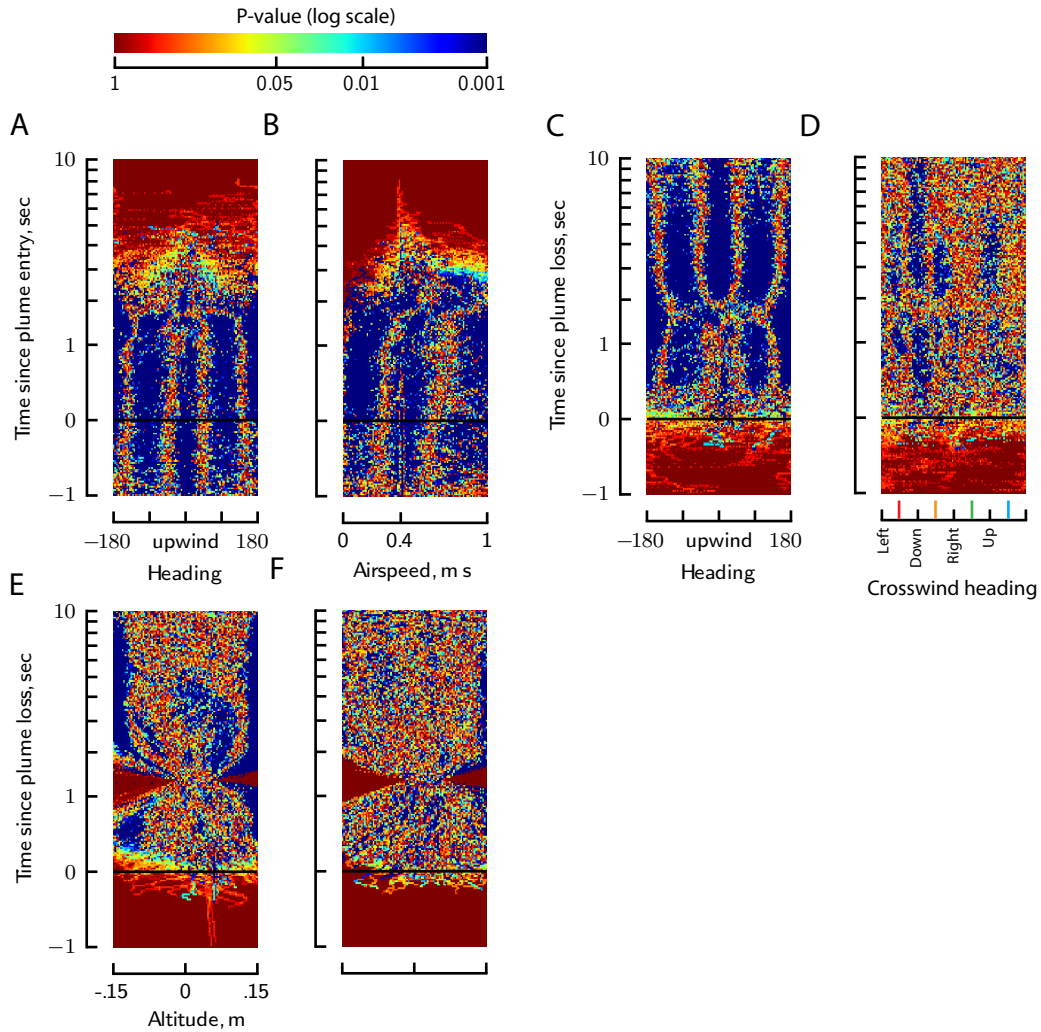 P-value (log scale)
1 0.05 0.01 0.001
A B C D
10
1
0
−1
Time since plume entry, sec
−180 upwind 180
Heading
0 0.4 1
Airspeed, m s
10
1
0
−1
Time since plume loss, sec
−180 upwind 180
Heading
Left
Down
Right
Up
Crosswind heading
E F
10
1
0
−1
Time since plume loss, sec
-.15 0 .15
Altitude, m